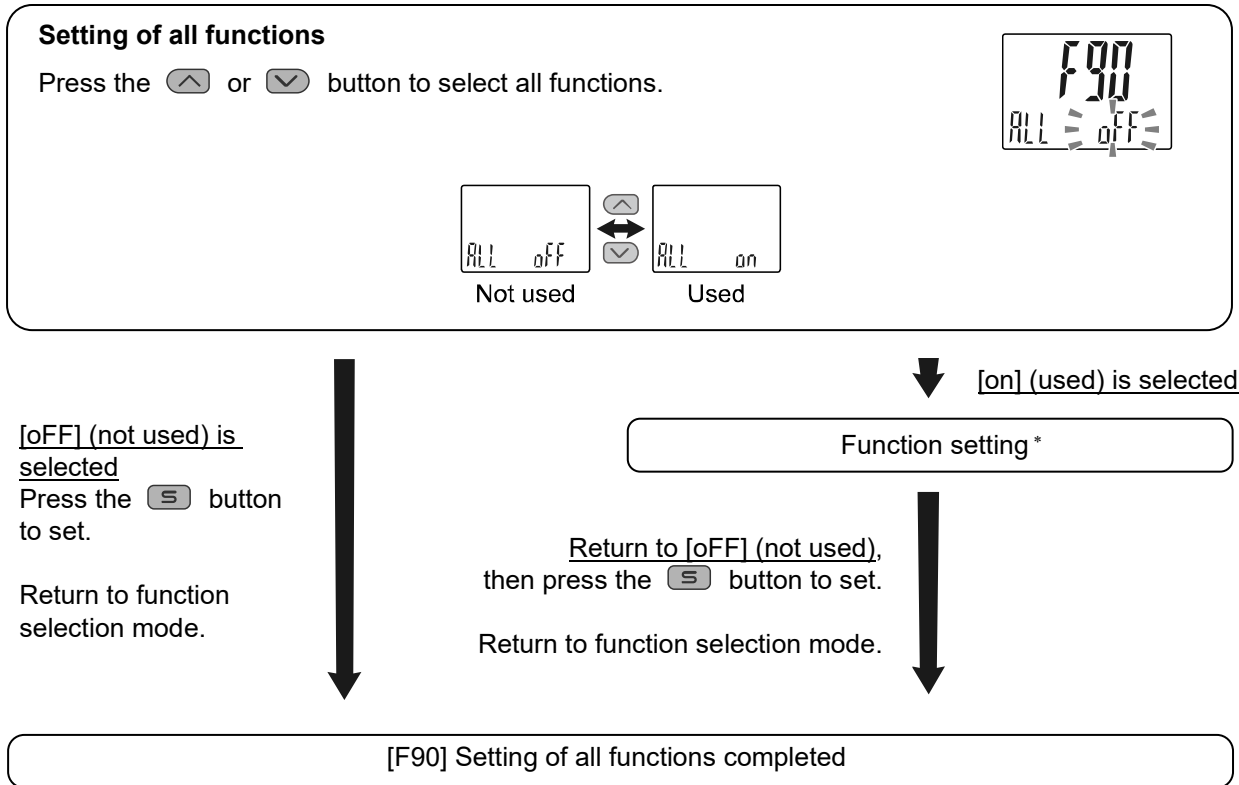 Setting of all functions
Press the or button to select all functions.
F90
ALL oFF
ALL oFF
ALL on
Not used
Used
[on] (used) is selected
[oFF] (not used) is
selected
Press the S button
to set.
Return to function
selection mode.
Function setting *
Return to [oFF] (not used),
then press the S button to set.
Return to function selection mode.
[F90] Setting of all functions completed